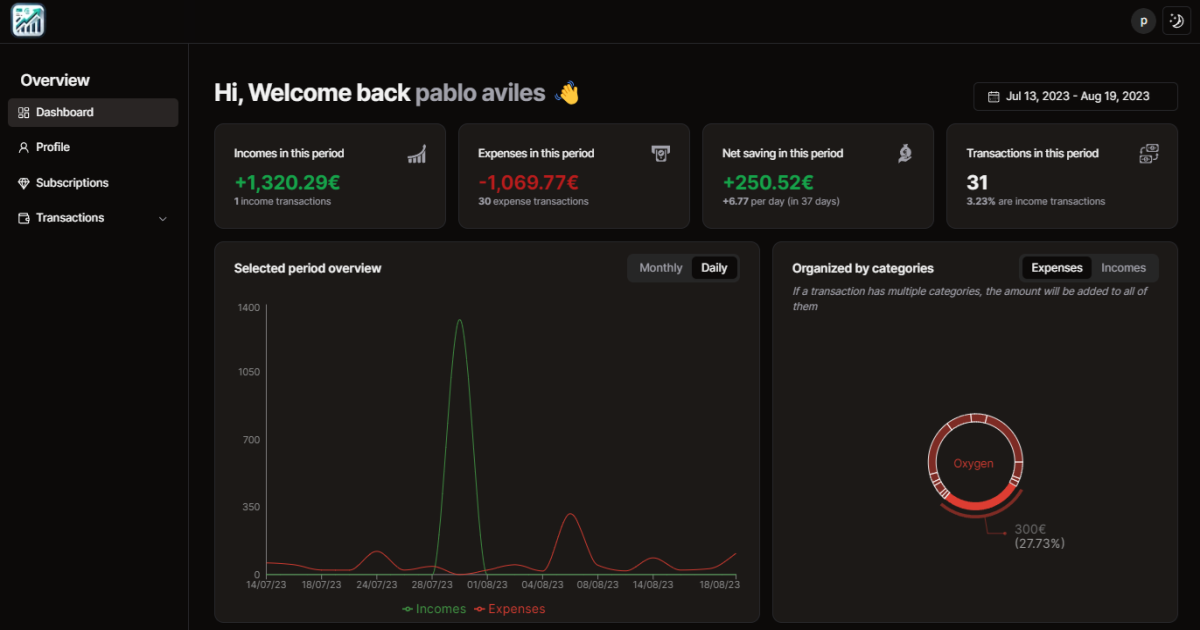 p
Overview
Dashboard
Profile
Subscriptions
Transactions
Hi, Welcome back pablo aviles 👋
Jul 13, 2023 - Aug 19, 2023
Incomes in this period
+1,320.29€
1 income transactions
Expenses in this period
-1,069.77€
30 expense transactions
Net saving in this period
+250.52€
+6.77 per day (in 37 days)
Transactions in this period
31
3.23% are income transactions
Selected period overview
Monthly Daily
1400
1050
700
350
0
14/07/23 18/07/23 24/07/23 28/07/23 01/08/23 04/08/23 08/08/23 14/08/23 18/08/23
Incomes Expenses
Organized by categories
Expenses Incomes
If a transaction has multiple categories, the amount will be added to all of
them
Oxygen
300€
(27.73%)